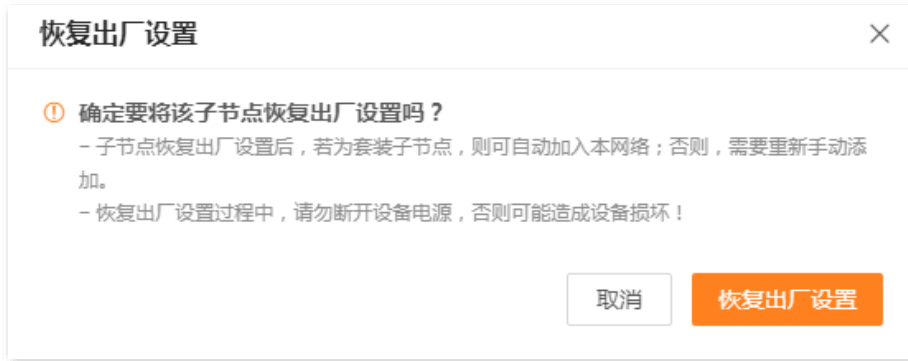 恢复出厂设置
确定要将该子节点恢复出厂设置吗？
– 子节点恢复出厂设置后，若为套装子节点，则可自动加入本网络；否则，需要重新手动添
加。
– 恢复出厂设置过程中，请勿断开设备电源，否则可能造成设备损坏！
取消 恢复出厂设置